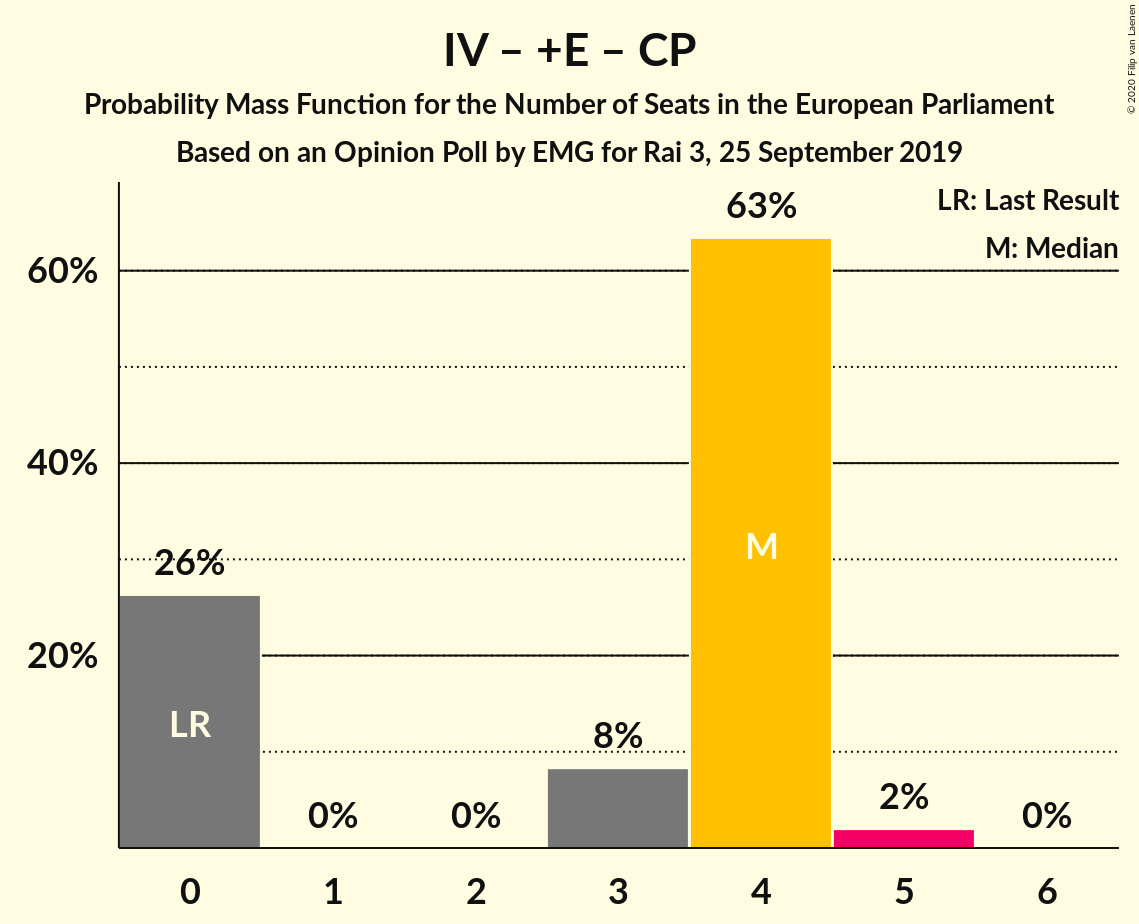 IV – +E – CP
Probability Mass Function for the Number of Seats in the European Parliament
Based on an Opinion Poll by EMG for Rai 3, 25 September 2019
© 2020 Filip van Laenen
LR: Last Result
M: Median
63%
60%
40%
26%
20%
M
LR
8%
2%
0%
0%
0%
0 1 2 3 4 5 6